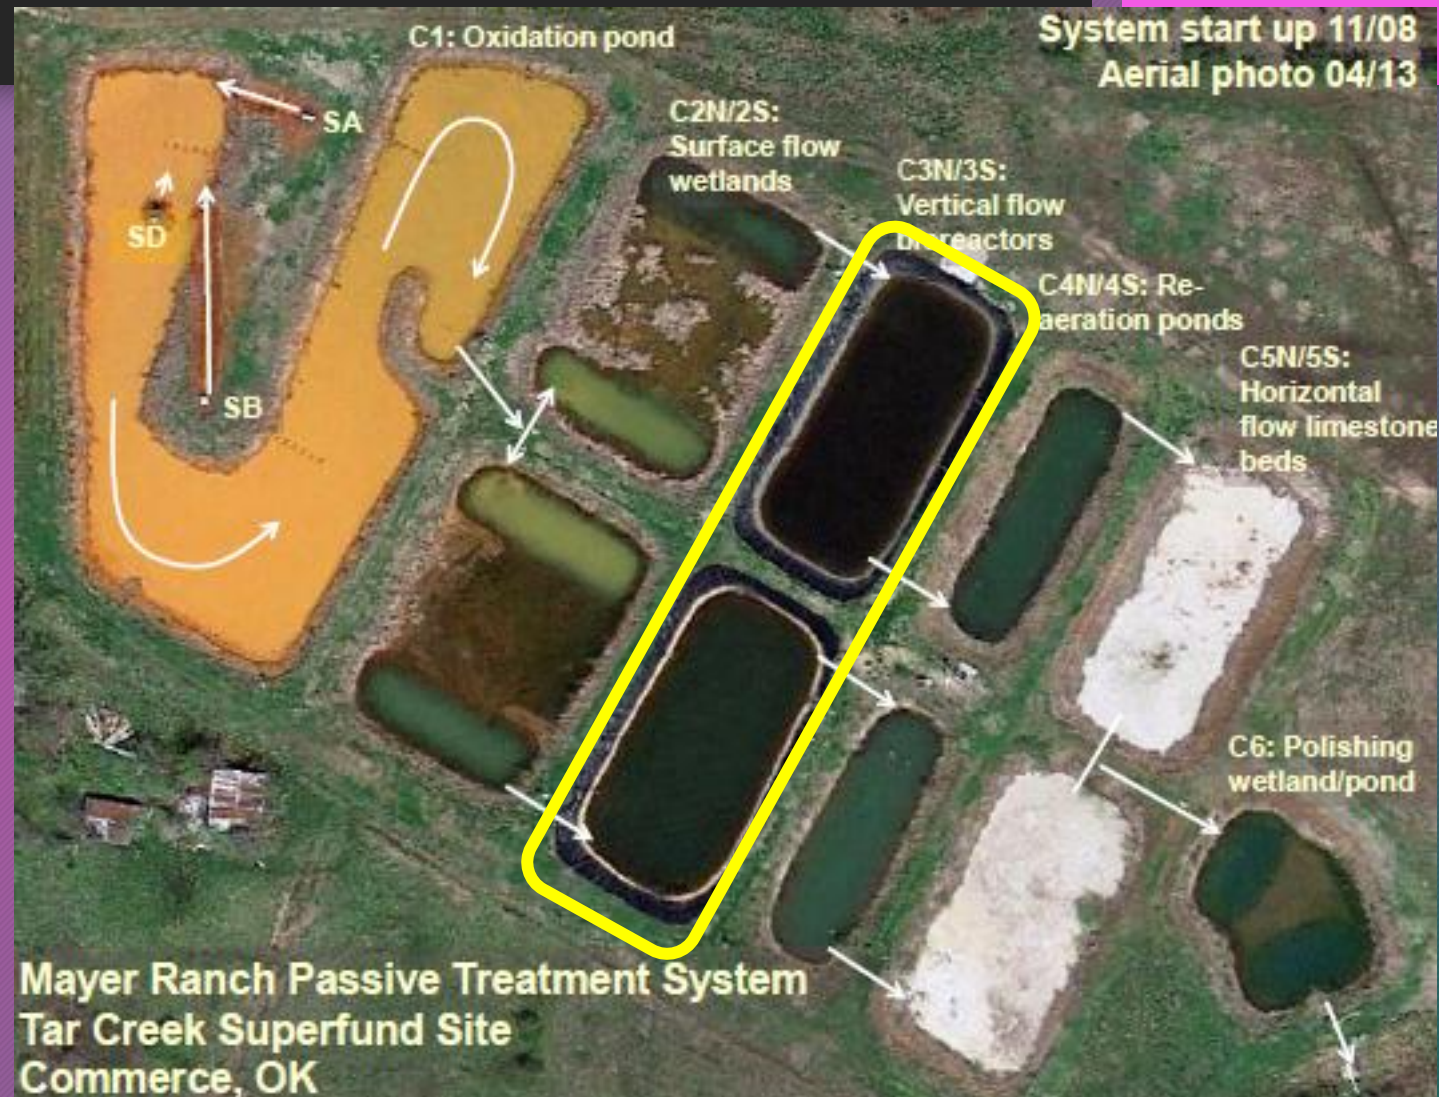 System start up 11/08
Aerial photo 04/13
C1: Oxidation pond
SA
SD
SB
C2N/2S:
Surface flow
wetlands
C3N/3S:
Vertical flow
bioreactors
C4N/4S: Re-
aeration ponds
C5N/5S:
Horizontal
flow limestone
beds
C6: Polishing
wetland/pond
Mayer Ranch Passive Treatment System
Tar Creek Superfund Site
Commerce, OK